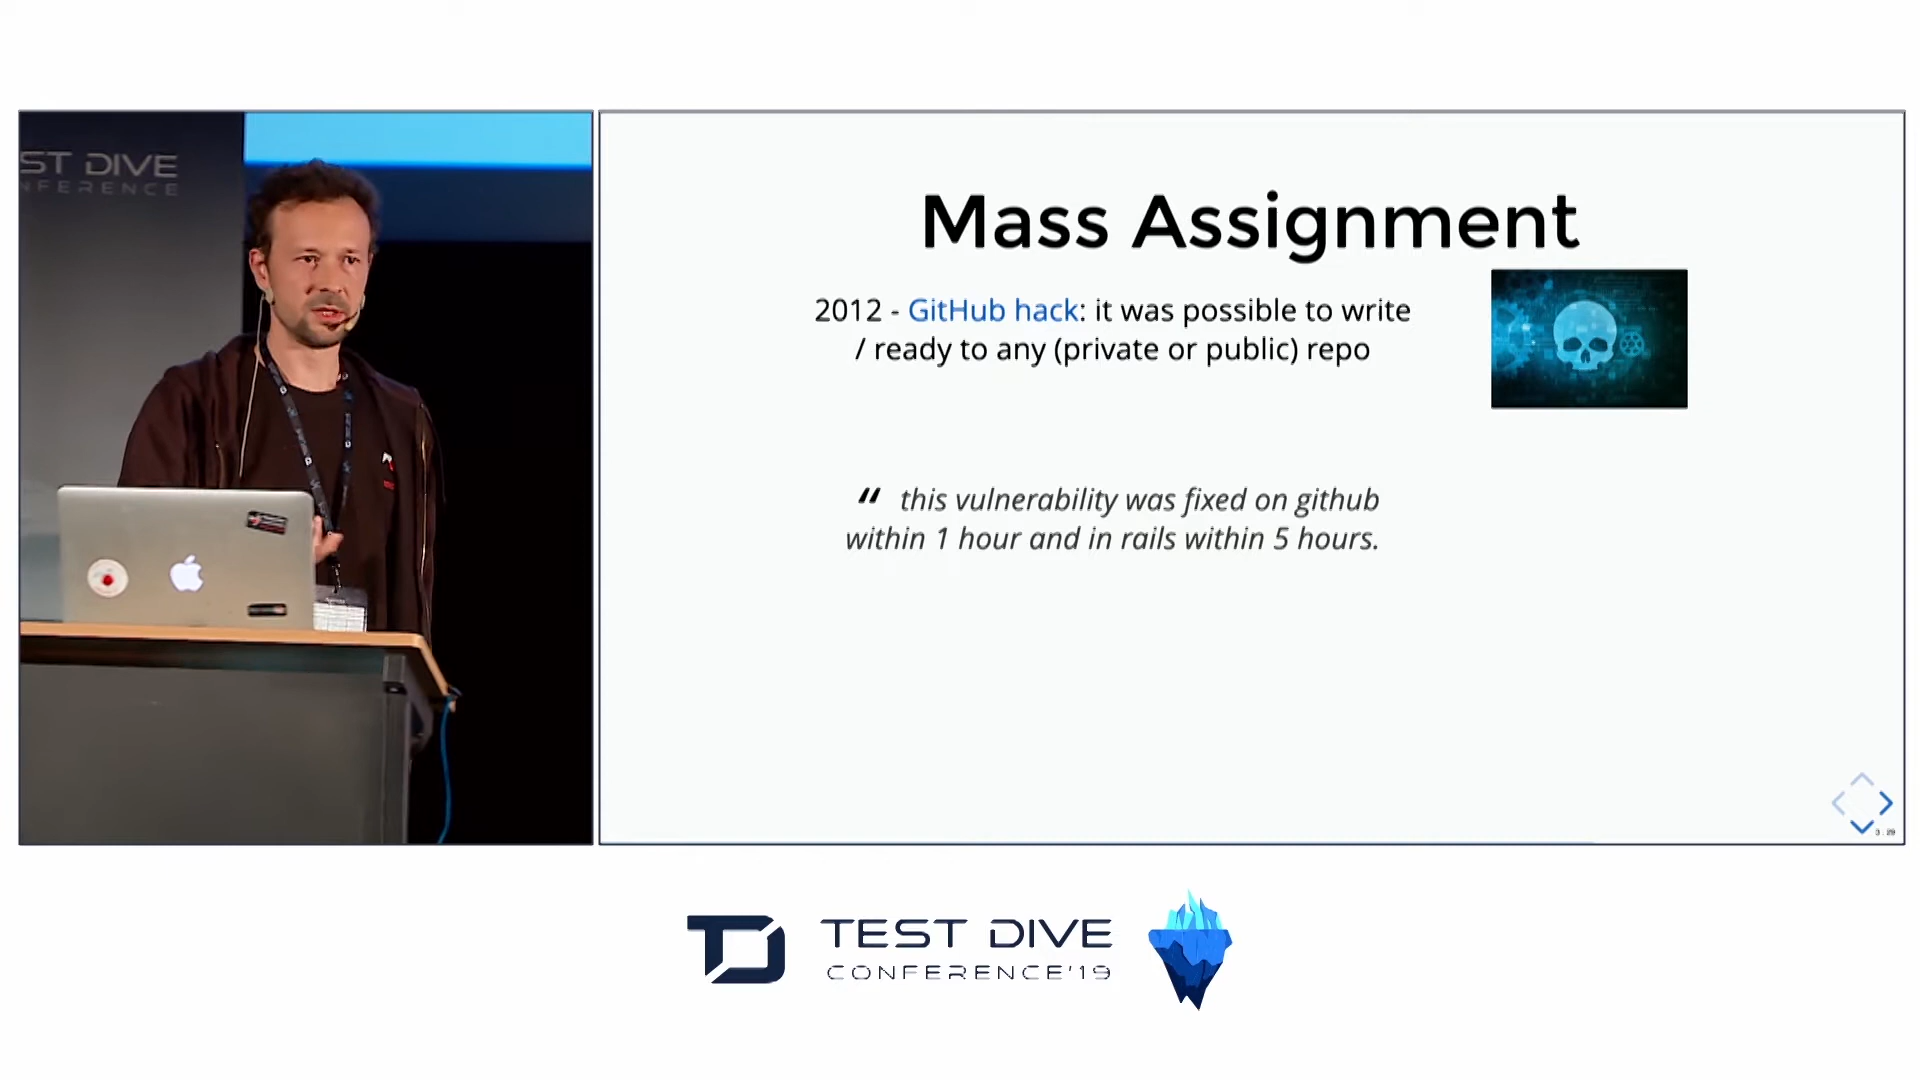 ST DIVE
NFERENCE
Mass Assignment
2012 - GitHub hack: it was possible to write
/ ready to any (private or public) repo
“ this vulnerability was fixed on github
within 1 hour and in rails within 5 hours.
3.29
TEST DIVE
CONFERENCE'19